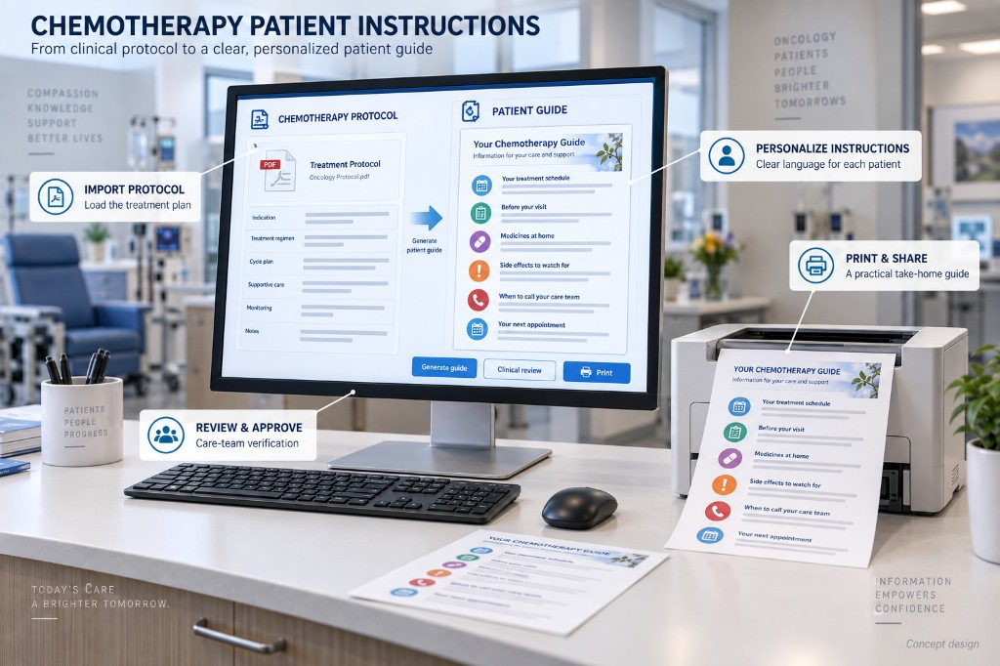 CHEMOTHERAPY PATIENT INSTRUCTIONS
From clinical protocol to a clear, personalized patient guide
COMPASSION
KNOWLEDGE
SUPPORT
BETTER LIVES
ONCOLOGY
PATIENTS
PEOPLE
BRIGHTER
TOMORROWS
IMPORT PROTOCOL
Load the treatment plan
CHEMOTHERAPY PROTOCOL
PDF
Treatment Protocol
Oncology Protocol.pdf
Indication
Treatment regimen
Cycle plan
Supportive care
Monitoring
Notes
Generate
patient guide
PATIENT GUIDE
Your Chemotherapy Guide
Information for your care and support
Your treatment schedule
Before your visit
Medicines at home
Side effects to watch for
When to call your care team
Your next appointment
Generate guide
Clinical review
Print
PERSONALIZE INSTRUCTIONS
Clear language for each patient
PRINT & SHARE
A practical take-home guide
REVIEW & APPROVE
Care-team verification
PATIENTS
PEOPLE
PROGRESS
YOUR CHEMOTHERAPY GUIDE
Information for your care and support
Your treatment schedule
Before your visit
Medicines at home
Side effects to watch for
When to call your care team
Your next appointment
YOUR CHEMOTHERAPY GUIDE
TODAY'S CARE
A BRIGHTER TOMORROW.
INFORMATION
EMPOWERS
CONFIDENCE
Concept design